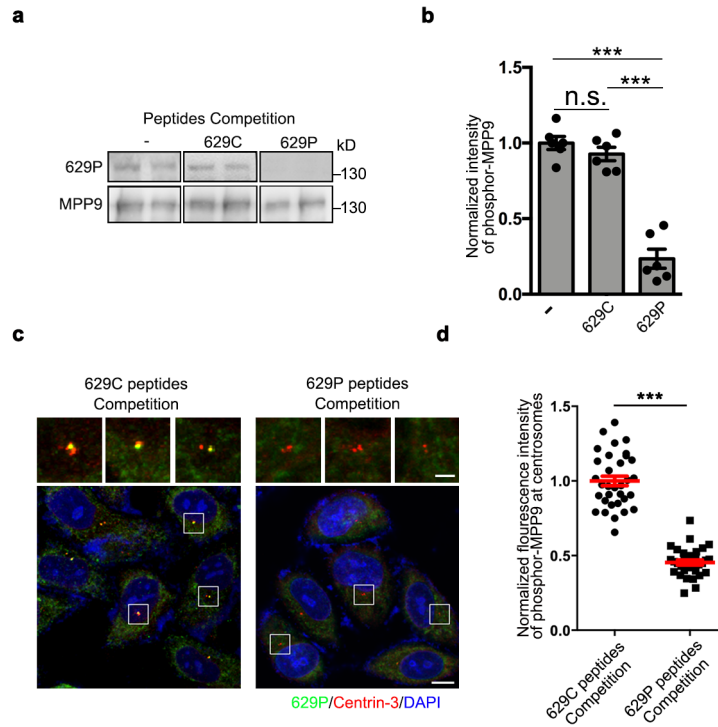 a
Peptides Competition
- 629C 629P kD
629P
–130
MPP9
–130
b
Normalized intensity
of phosphor-MPP9
1.5
1.0
0.5
0.0
***
***
n.s.
-
629C
629P
c
629C peptides
Competition
629P peptides
Competition
629P/Centrin-3/DAPI
d
Normalized flourescence intensity
of phosphor-MPP9 at centrosomes
1.5
1.0
0.5
0.0
***
629C peptides
Competition
629P peptides
Competition